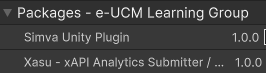 Packages - e-UCM Learning Group
Simva Unity Plugin 1.0.0
Xasu - xAPI Analytics Submitter / ... 1.0.0